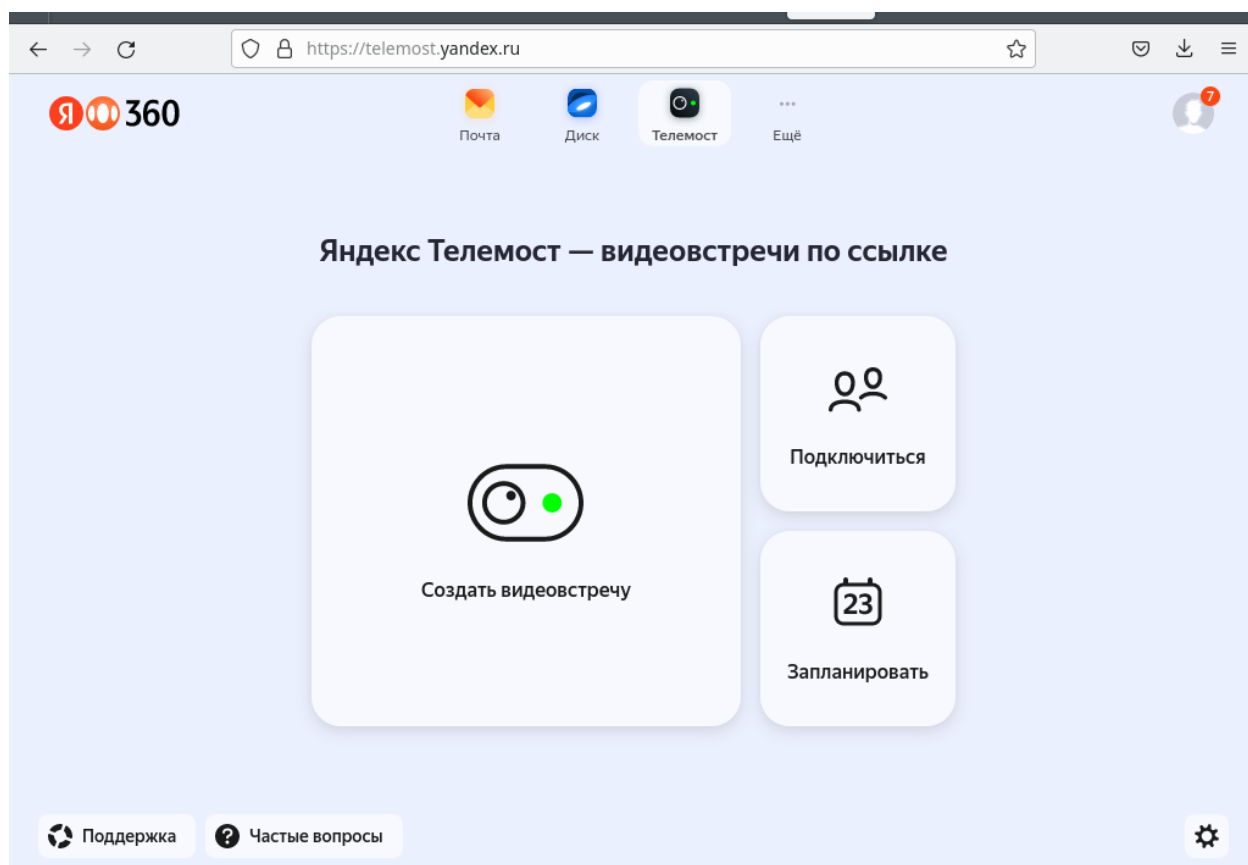 https://telemost.yandex.ru
Я 360
7
Почта
Диск
Телемост
Ещё
Яндекс Телемост — видеовстречи по ссылке
Создать видеовстречу
Подключиться
23
Запланировать
Поддержка
? Частые вопросы